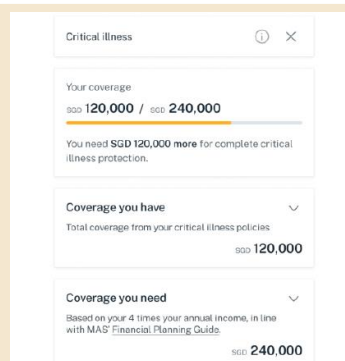 Critical illness
Your coverage
SGD 120,000 / SGD 240,000
You need SGD 120,000 more for complete critical
illness protection.
Coverage you have
Total coverage from your critical illness policies
SGD 120,000
Coverage you need
Based on your 4 times your annual income, in line
with MAS' Financial Planning Guide.
SGD 240,000